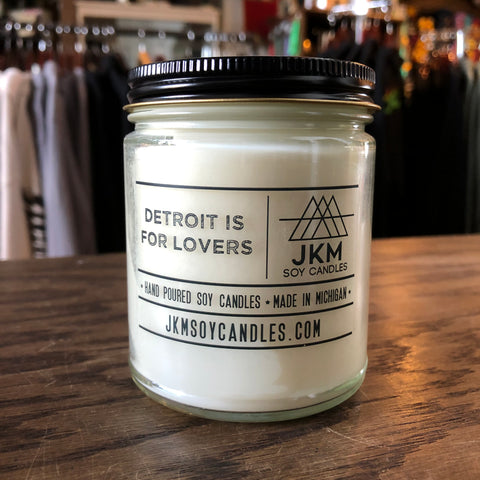 DETROIT IS
FOR LOVERS
JKM
SOY CANDLES
• HAND POURED SOY CANDLES • MADE IN MICHIGAN •
JKMSOYCANDLES.COM